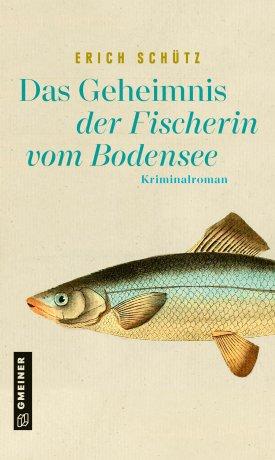 ERICH SCHÜTZ
Das Geheimnis
der Fischerin
vom Bodensee
Kriminalroman
GMEINER